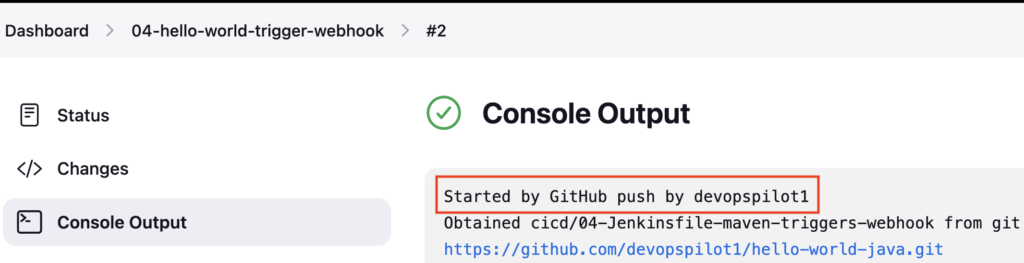 Dashboard > 04-hello-world-trigger-webhook > #2
Status
Changes
Console Output
Console Output
Started by GitHub push by devopspilot1
Obtained cicd/04-Jenkinsfile-maven-triggers-webhook from git
https://github.com/devopspilot1/hello-world-java.git